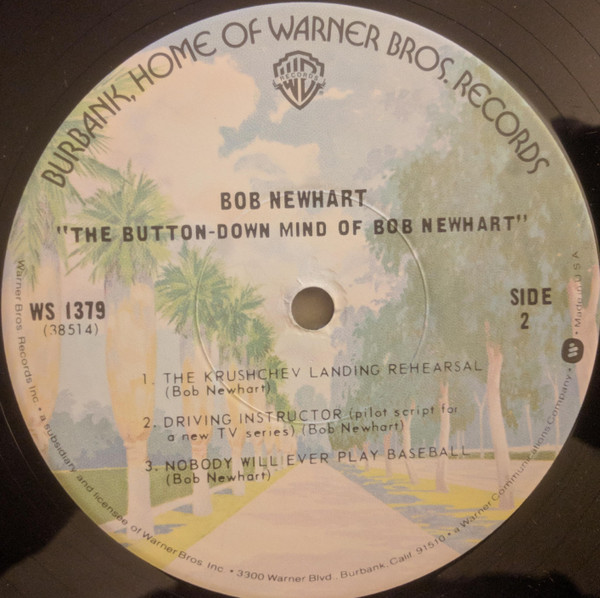 BURBANK, HOME OF WARNER BROS. RECORDS
WB
RECORDS
BOB NEWHART
"THE BUTTON-DOWN MIND OF BOB NEWHART"
WS 1379
(38514)
SIDE
2
1. THE KRUSHCHEV LANDING REHEARSAL
(Bob Newhart)
2. DRIVING INSTRUCTOR (pilot script for
a new TV series) (Bob Newhart)
3. NOBODY WILL EVER PLAY BASEBALL
(Bob Newhart)
Warner Bros. Records Inc. • a subsidiary and licensee of Warner Bros. Inc. • 3300 Warner Blvd., Burbank, Calif. 91510 • a Warner Communications Company • Made in U.S.A.